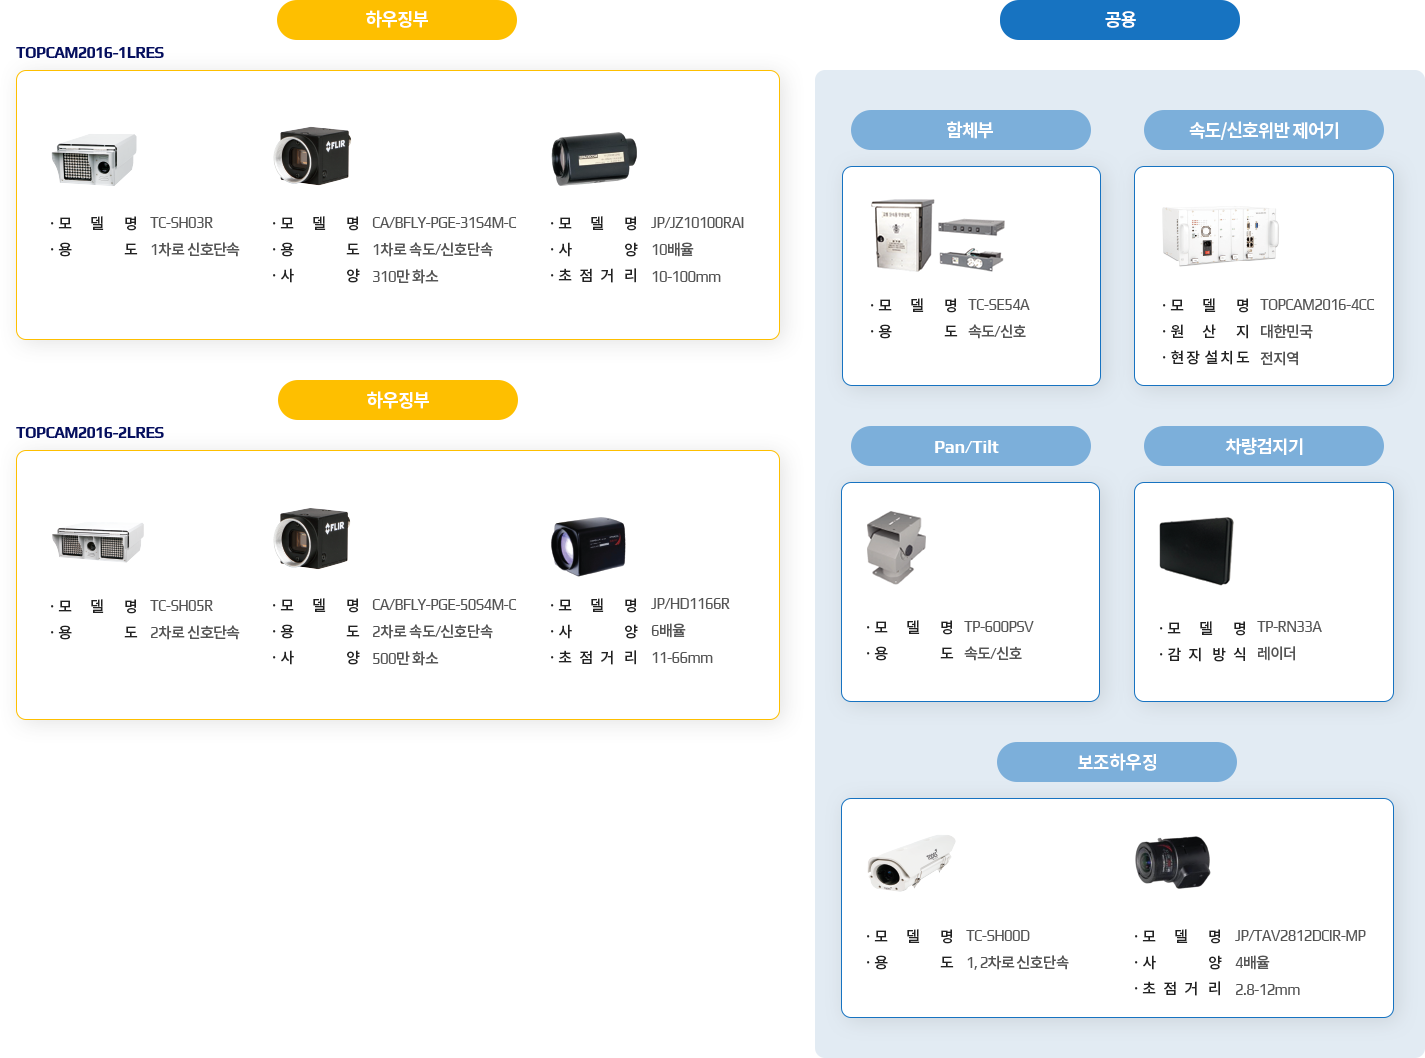 하우징부
TOPCAM2016-1LRES
FLIR
· 모 델 명 TC-SH03R
· 용 도 1차로 신호단속
· 모 델 명 CA/BFLY-PGE-31S4M-C
· 용 도 1차로 속도/신호단속
· 사 양 310만 화소
· 모 델 명 JP/JZ10100RAI
· 사 양 10배율
· 초 점 거 리 10-100mm
하우징부
TOPCAM2016-2LRES
FLIR
· 모 델 명 TC-SH05R
· 용 도 2차로 신호단속
· 모 델 명 CA/BFLY-PGE-50S4M-C
· 용 도 2차로 속도/신호단속
· 사 양 500만 화소
· 모 델 명 JP/HD1166R
· 사 양 6배율
· 초 점 거 리 11-66mm
공용
함체부
· 모 델 명 TC-SE54A
· 용 도 속도/신호
속도/신호위반 제어기
· 모 델 명 TOPCAM2016-4CC
· 원 산 지 대한민국
· 현장 설치도 전지역
Pan/Tilt
· 모 델 명 TP-600PSV
· 용 도 속도/신호
차량검지기
· 모 델 명 TP-RN33A
· 감 지 방 식 레이더
보조하우징
· 모 델 명 TC-SH00D
· 용 도 1, 2차로 신호단속
· 모 델 명 JP/TAV2812DCIR-MP
· 사 양 4배율
· 초 점 거 리 2.8-12mm